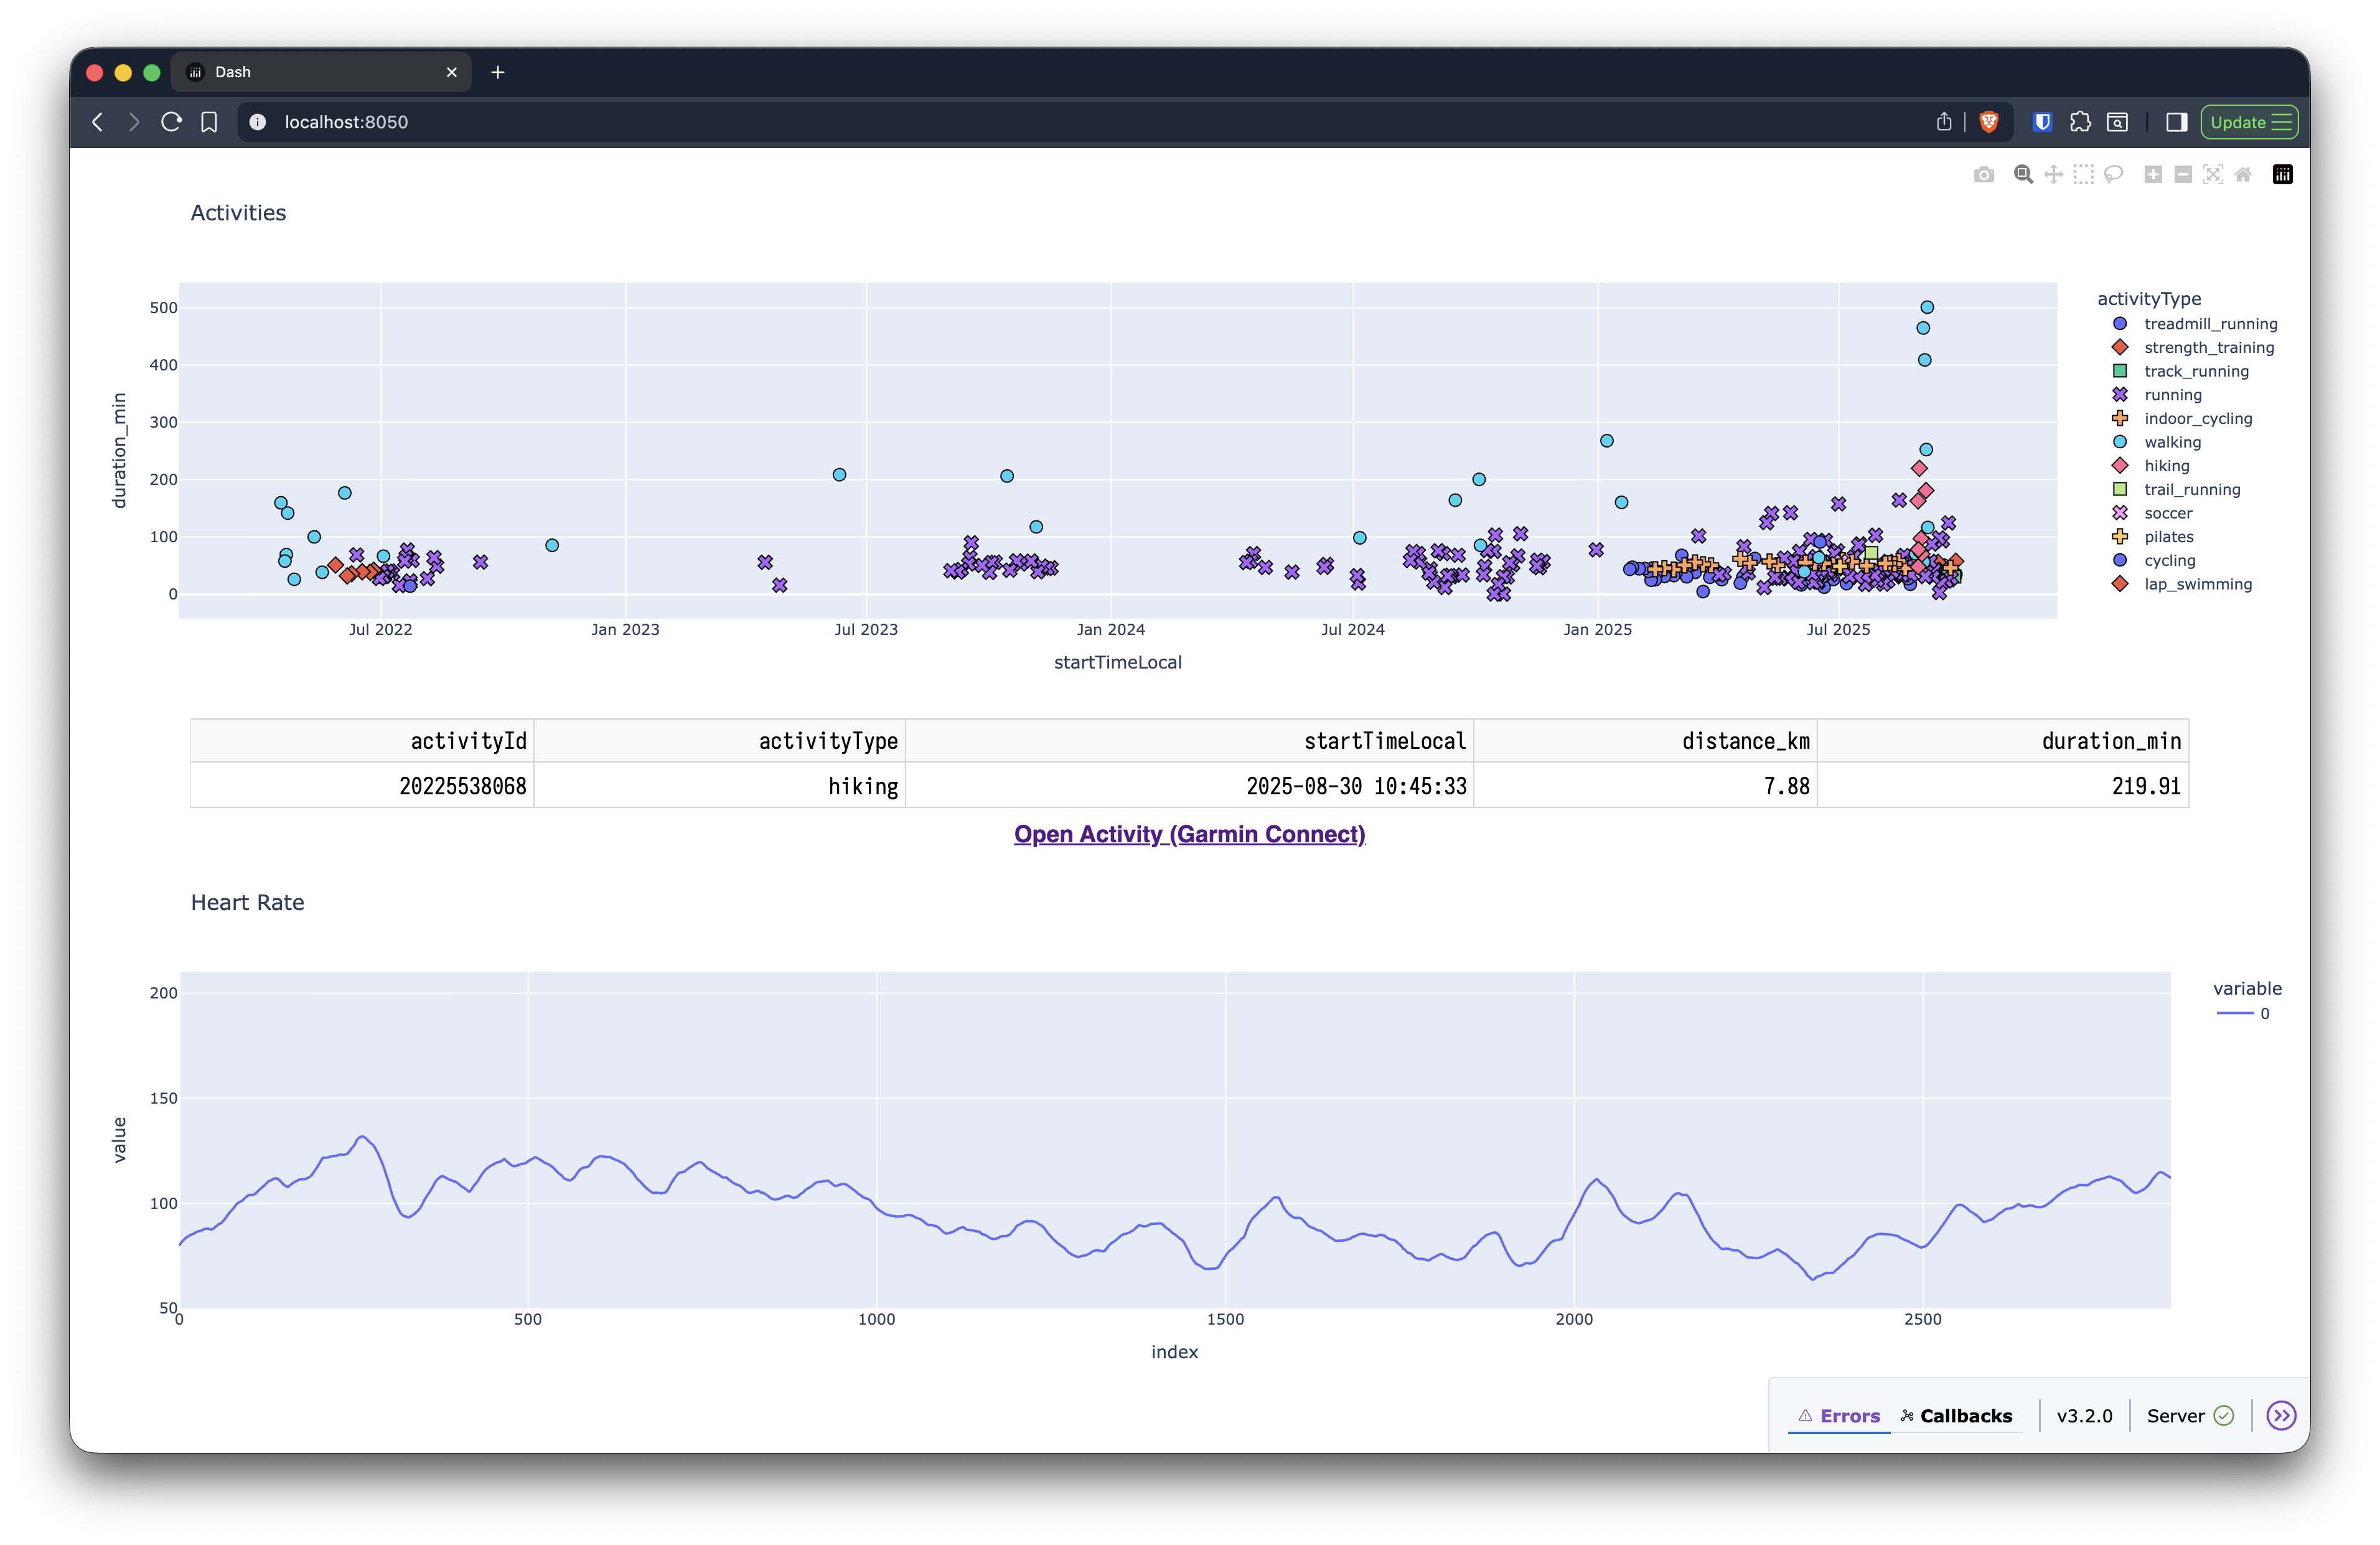 Dash
localhost:8050
Update
Activities
500
400
300
200
100
0
duration_min
Jul 2022
Jan 2023
Jul 2023
Jan 2024
Jul 2024
Jan 2025
Jul 2025
startTimeLocal
activityType
treadmill_running
strength_training
track_running
running
indoor_cycling
walking
hiking
trail_running
soccer
pilates
cycling
lap_swimming
activityId activityType startTimeLocal distance_km duration_min
20225538068 hiking 2025-08-30 10:45:33 7.88 219.91
Open Activity (Garmin Connect)
Heart Rate
200
150
100
50
value
0
500
1000
1500
2000
2500
index
variable
0
Errors Callbacks v3.2.0 Server